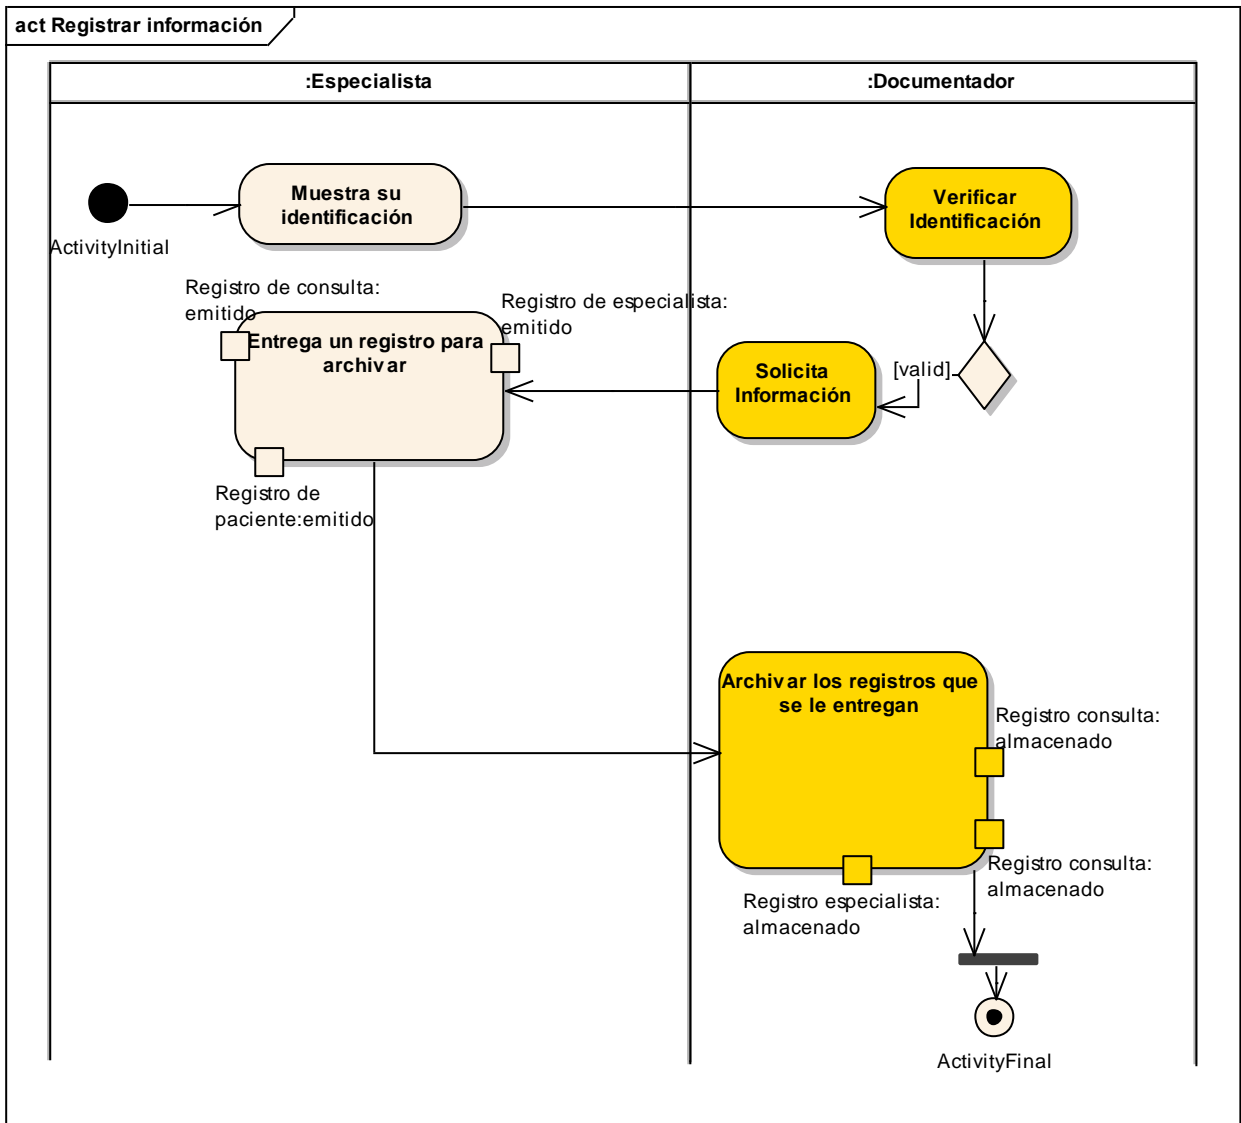 act Registrar información
:Especialista
:Documentador
Muestra su
identificación
Verificar
Identificación
ActivityInitial
Registro de consulta:
emitido
Registro de especialista:
emitido
Entrega un registro para
archivar
Solicita
Información
[valid]
Registro de
paciente:emitido
Archivar los registros que
se le entregan
Registro consulta:
almacenado
Registro consulta:
almacenado
Registro especialista:
almacenado
ActivityFinal